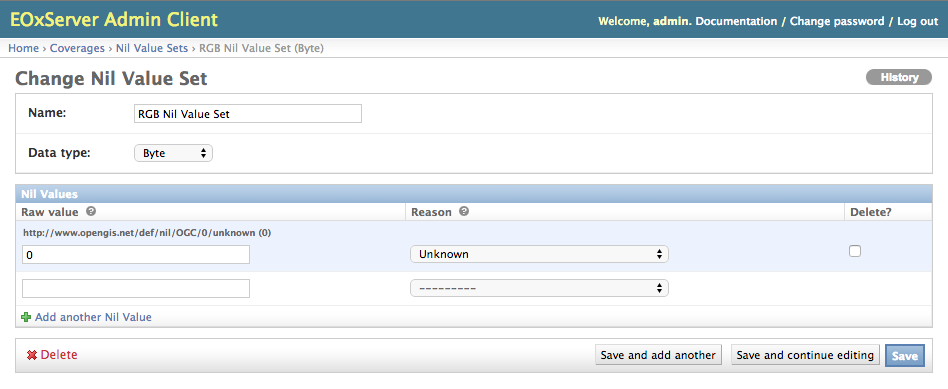 EOxServer Admin Client
Welcome, admin. Documentation / Change password / Log out
Home › Coverages › Nil Value Sets › RGB Nil Value Set (Byte)
Change Nil Value Set
History
Name: RGB Nil Value Set
Data type: Byte
Nil Values
Raw value ? Reason ? Delete?
http://www.opengis.net/def/nil/OGC/0/unknown (0)
0 Unknown
---------
Add another Nil Value
Delete Save and add another Save and continue editing Save